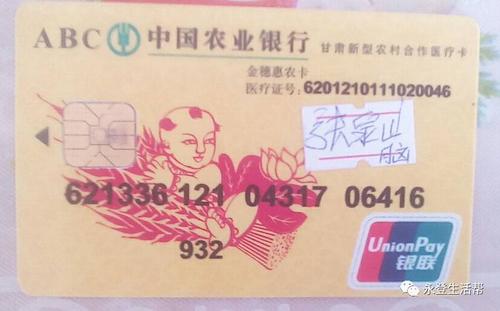 ABC 中国农业银行 甘肃新型农村合作医疗卡
金穗惠农卡
医疗证号:6201210111020046
张定山
621336 121 04317 06416
932
UnionPay
银联
永登生活帮